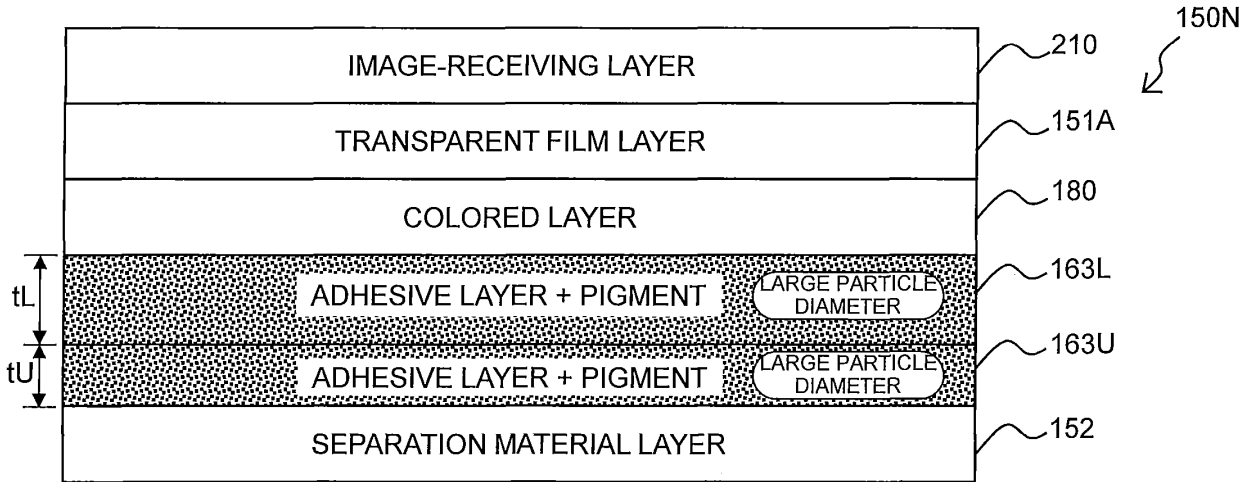 150N
IMAGE-RECEIVING LAYER
210
TRANSPARENT FILM LAYER
151A
COLORED LAYER
180
tL
ADHESIVE LAYER + PIGMENT
LARGE PARTICLE
DIAMETER
163L
tU
ADHESIVE LAYER + PIGMENT
LARGE PARTICLE
DIAMETER
163U
SEPARATION MATERIAL LAYER
152